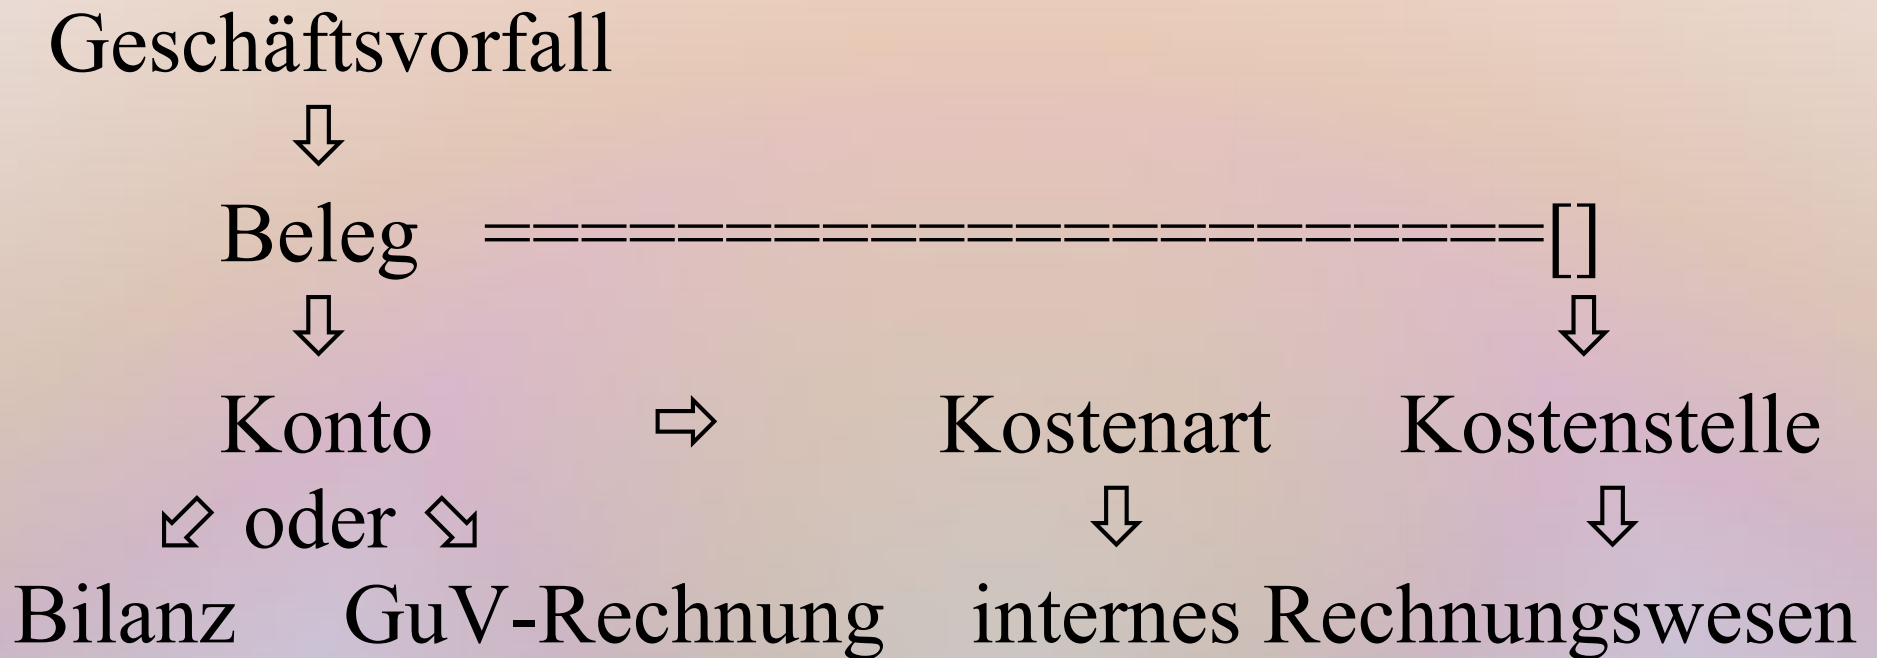 Geschäftsvorfall
⇩
Beleg ======================[]
⇩ ⇩
Konto ⇨ Kostenart Kostenstelle
⬃ oder ⬂ ⇩ ⇩
Bilanz GuV-Rechnung internes Rechnungswesen